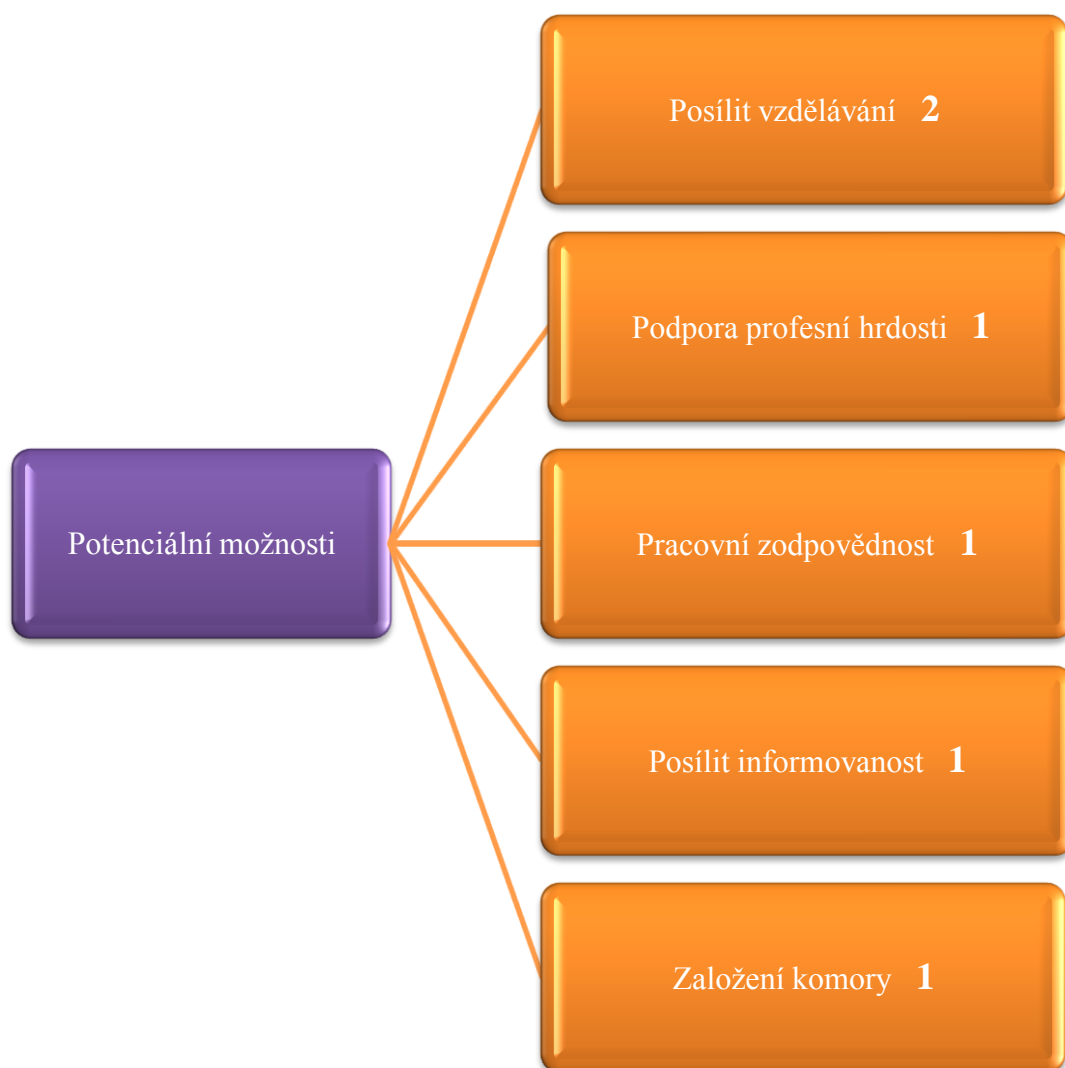 Posílit vzdělávání 2
Podpora profesní hrdosti 1
Potenciální možnosti
Pracovní zodpovědnost 1
Posílit informovanost 1
Založení komory 1